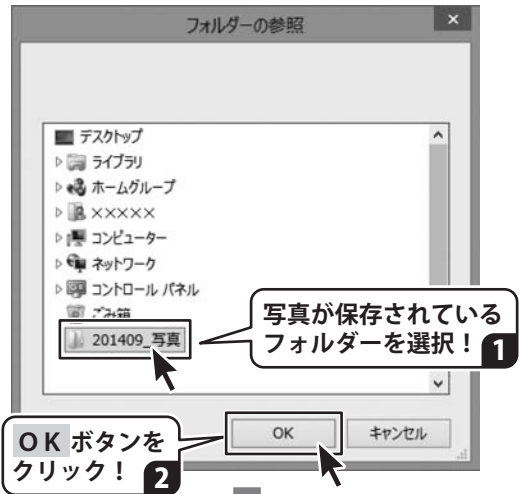 フォルダーの参照
デスクトップ
ライブラリ
ホームグループ
×××××
コンピューター
ネットワーク
コントロール パネル
ごみ箱
201409_写真
写真が保存されている
フォルダーを選択！ 1
OK
キャンセル
ＯＫ ボタンを
クリック！ 2